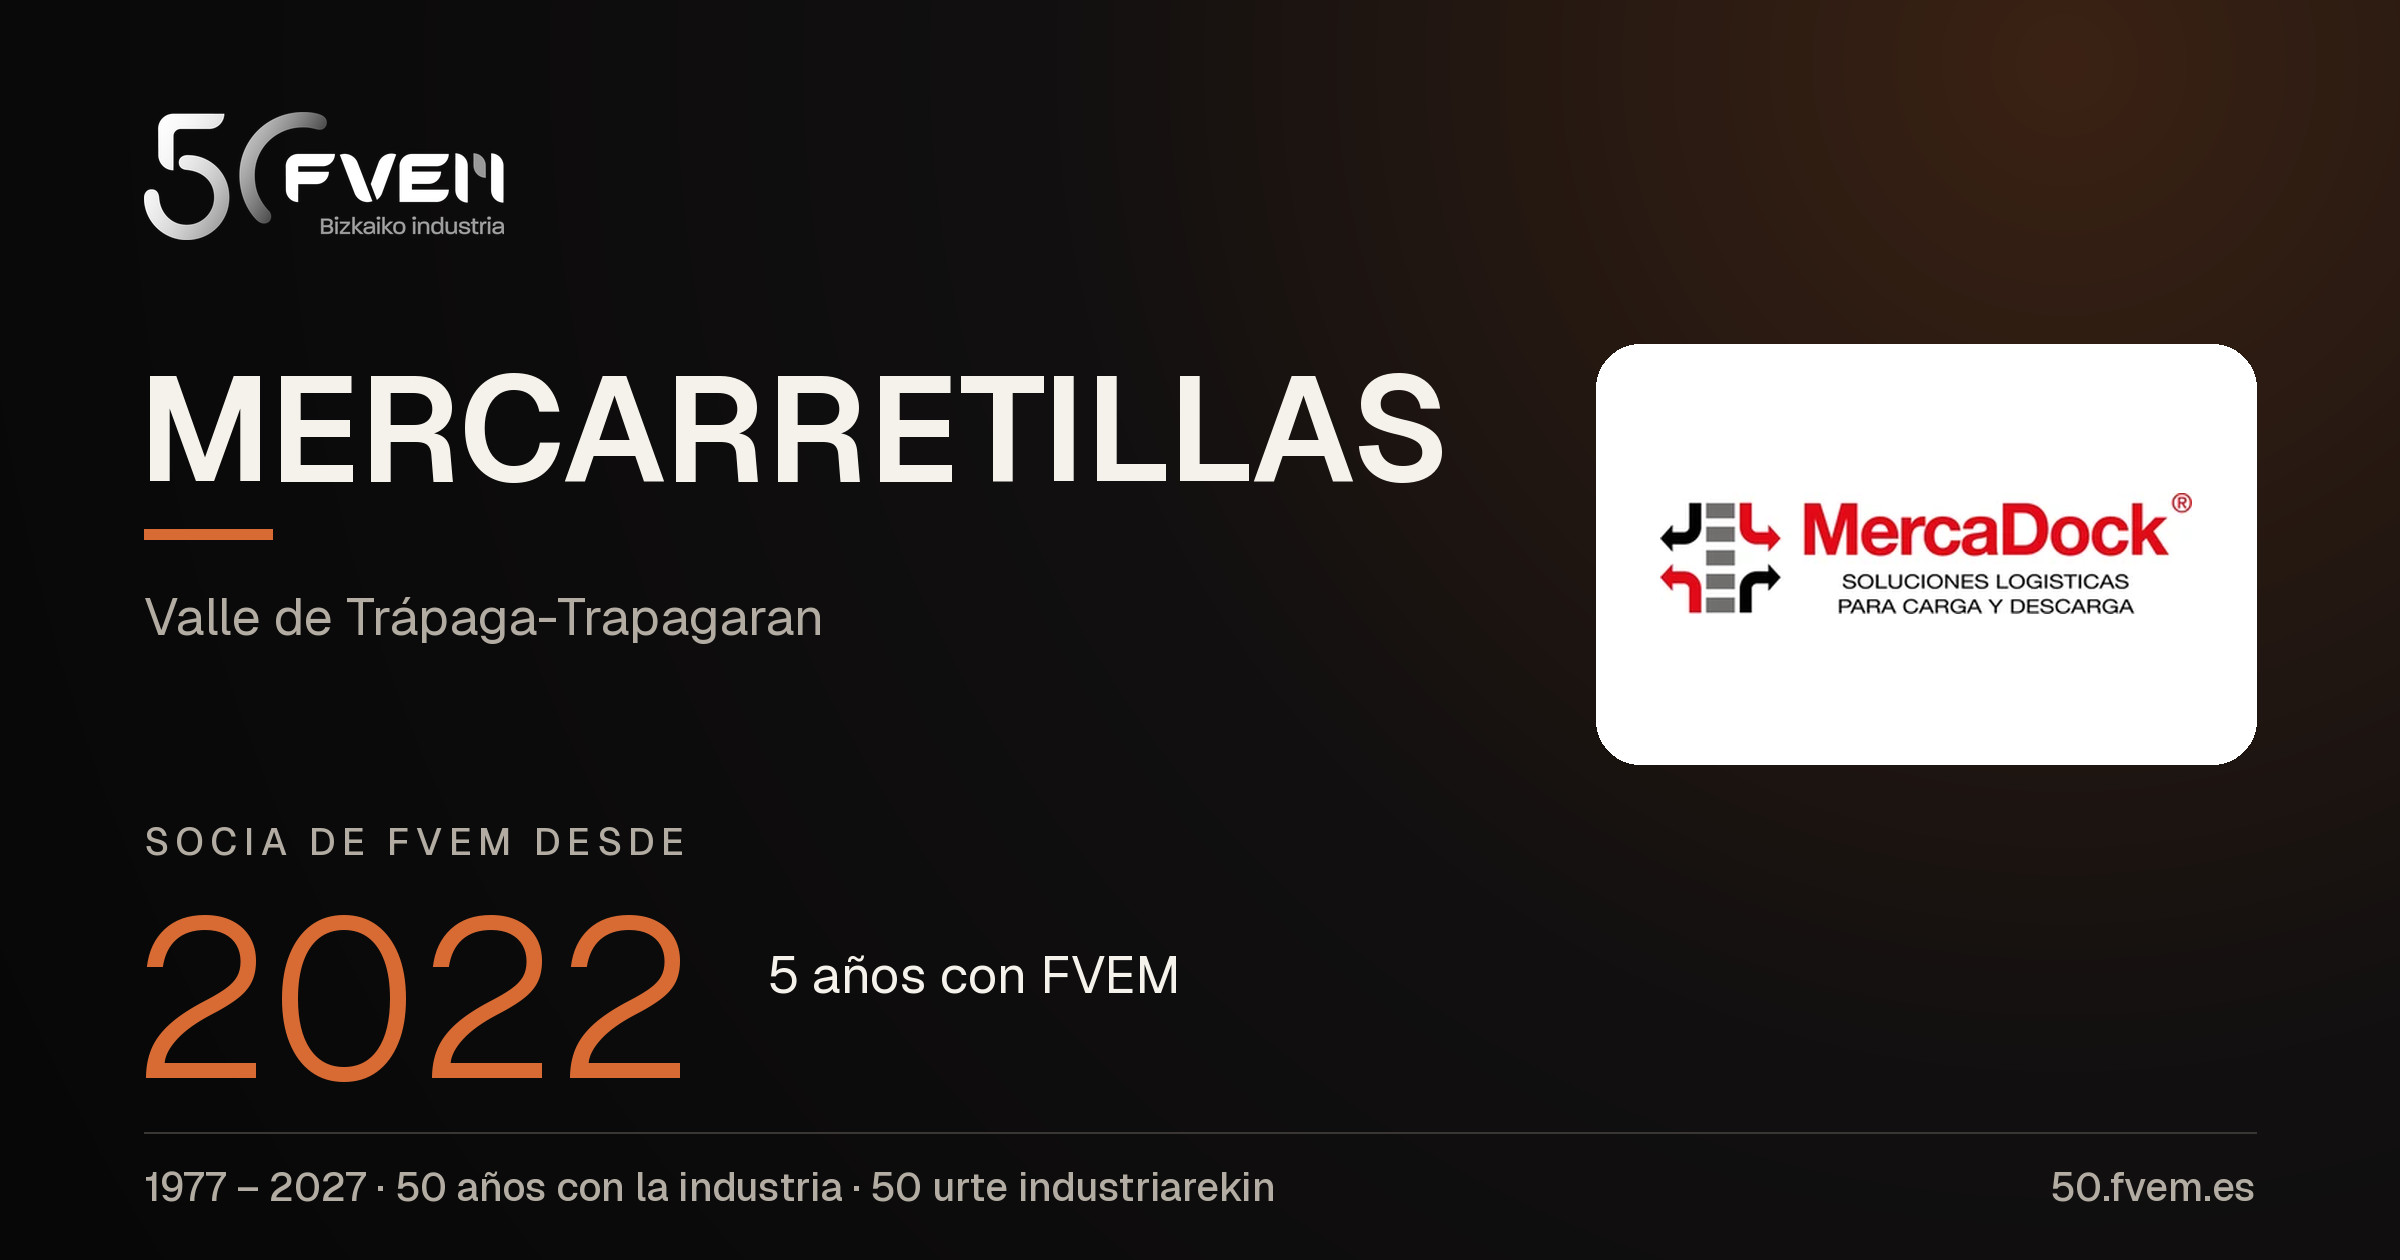 50 FVEM
Bizkaiko industria
MERCARRETILLAS
Valle de Trápaga-Trapagaran
MercaDock®
SOLUCIONES LOGISTICAS
PARA CARGA Y DESCARGA
SOCIA DE FVEM DESDE
2022
5 años con FVEM
1977 – 2027 · 50 años con la industria · 50 urte industriarekin
50.fvem.es